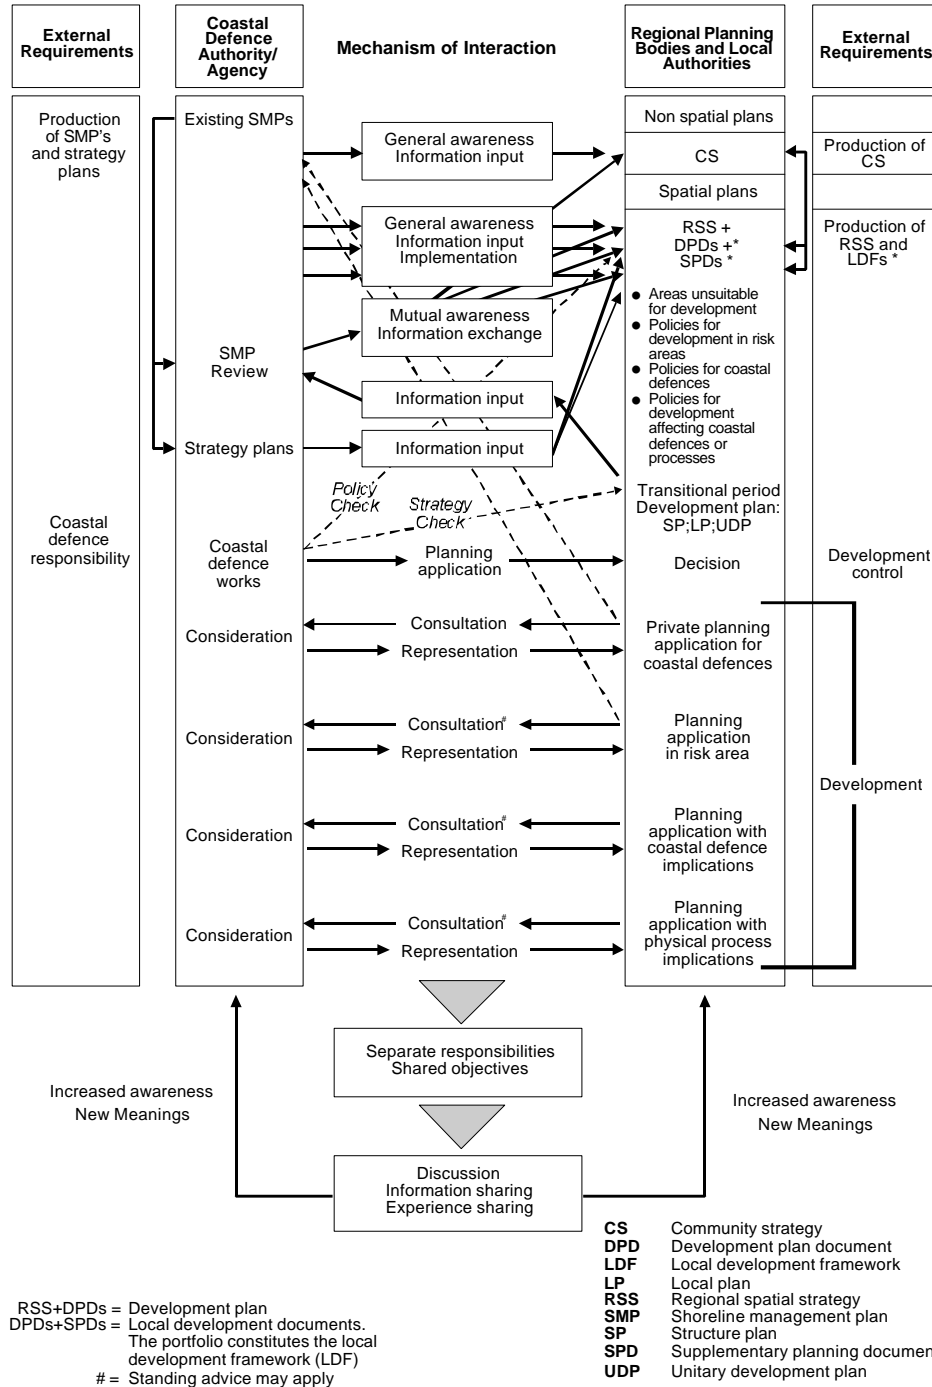 External
Requirements
Coastal
Defence
Authority/
Agency
Mechanism of Interaction
Regional Planning
Bodies and Local
Authorities
External
Requirements
Production
of SMP's
and strategy
plans
Coastal
defence
responsibility
Existing SMPs
SMP
Review
Strategy plans
Coastal
defence
works
Consideration
Consideration
Consideration
Consideration
General awareness
Information input
General awareness
Information input
Implementation
Mutual awareness
Information exchange
Information input
Information input
Policy
Check
Strategy
Check
Planning
application
Consultation
Representation
Consultation#
Representation
Consultation#
Representation
Consultation#
Representation
Non spatial plans
CS
Spatial plans
RSS +
DPDs +*
SPDs *
● Areas unsuitable
for development
● Policies for
development in risk
areas
● Policies for coastal
defences
● Policies for
development
affecting coastal
defences or
processes
Transitional period
Development plan:
SP;LP;UDP
Decision
Private planning
application for
coastal defences
Planning
application
in risk area
Planning
application with
coastal defence
implications
Planning
application with
physical process
implications
Production of
CS
Production of
RSS and
LDFs *
Development
control
Development
Separate responsibilities
Shared objectives
Increased awareness
New Meanings
Increased awareness
New Meanings
Discussion
Information sharing
Experience sharing
CS Community strategy
DPD Development plan document
LDF Local development framework
LP Local plan
RSS Regional spatial strategy
SMP Shoreline management plan
SP Structure plan
SPD Supplementary planning document
UDP Unitary development plan
RSS+DPDs = Development plan
DPDs+SPDs = Local development documents.
The portfolio constitutes the local
development framework (LDF)
# = Standing advice may apply